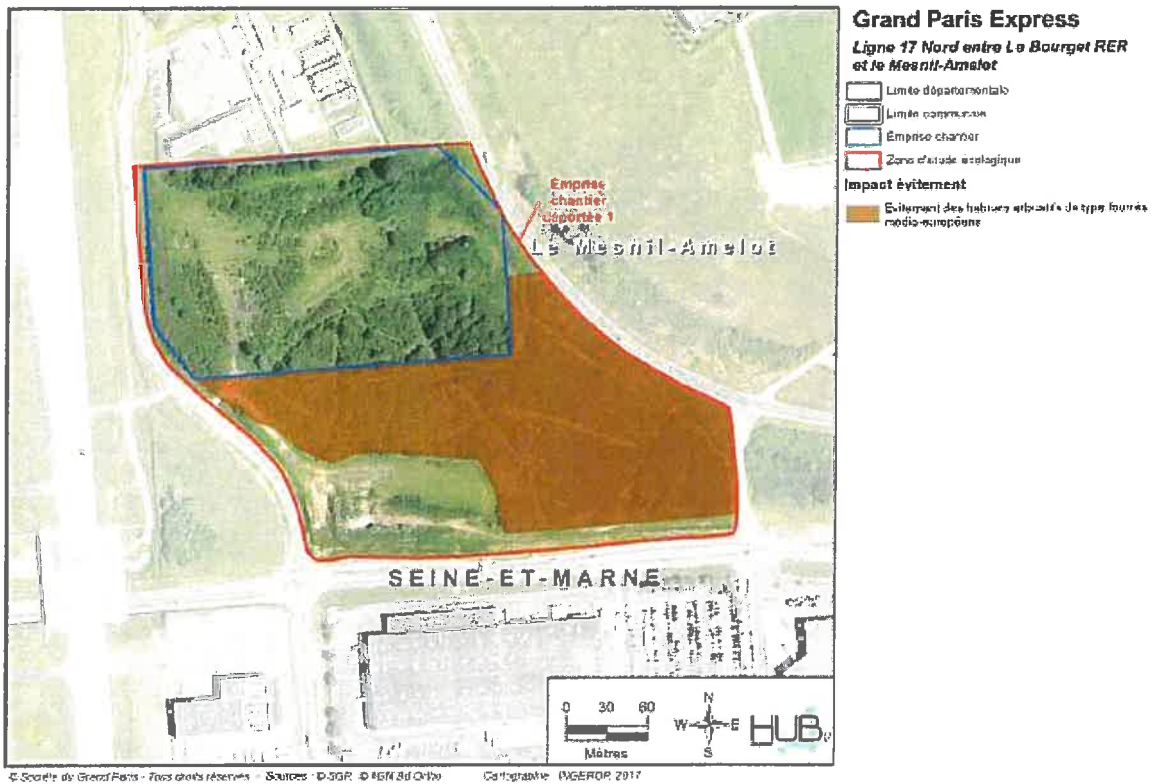 Grand Paris Express
Ligne 17 Nord entre Le Bourget RER
et le Mesnil-Amelot
Limite départementale
Limite communale
Emprise chantier
Zone d'étude écologique
Impact évitement
Evitement des habitats arbustifs de type fourrés
médio-européens
Emprise
chantier
déportée 1
Le Mesnil-Amelot
SEINE-ET-MARNE
0 30 60
Mètres
N
W E
S
HUB
© Société du Grand Paris - Tous droits réservés - Sources : © SGP, © IGN Bd Ortho Cartographie : INGEROP, 2017